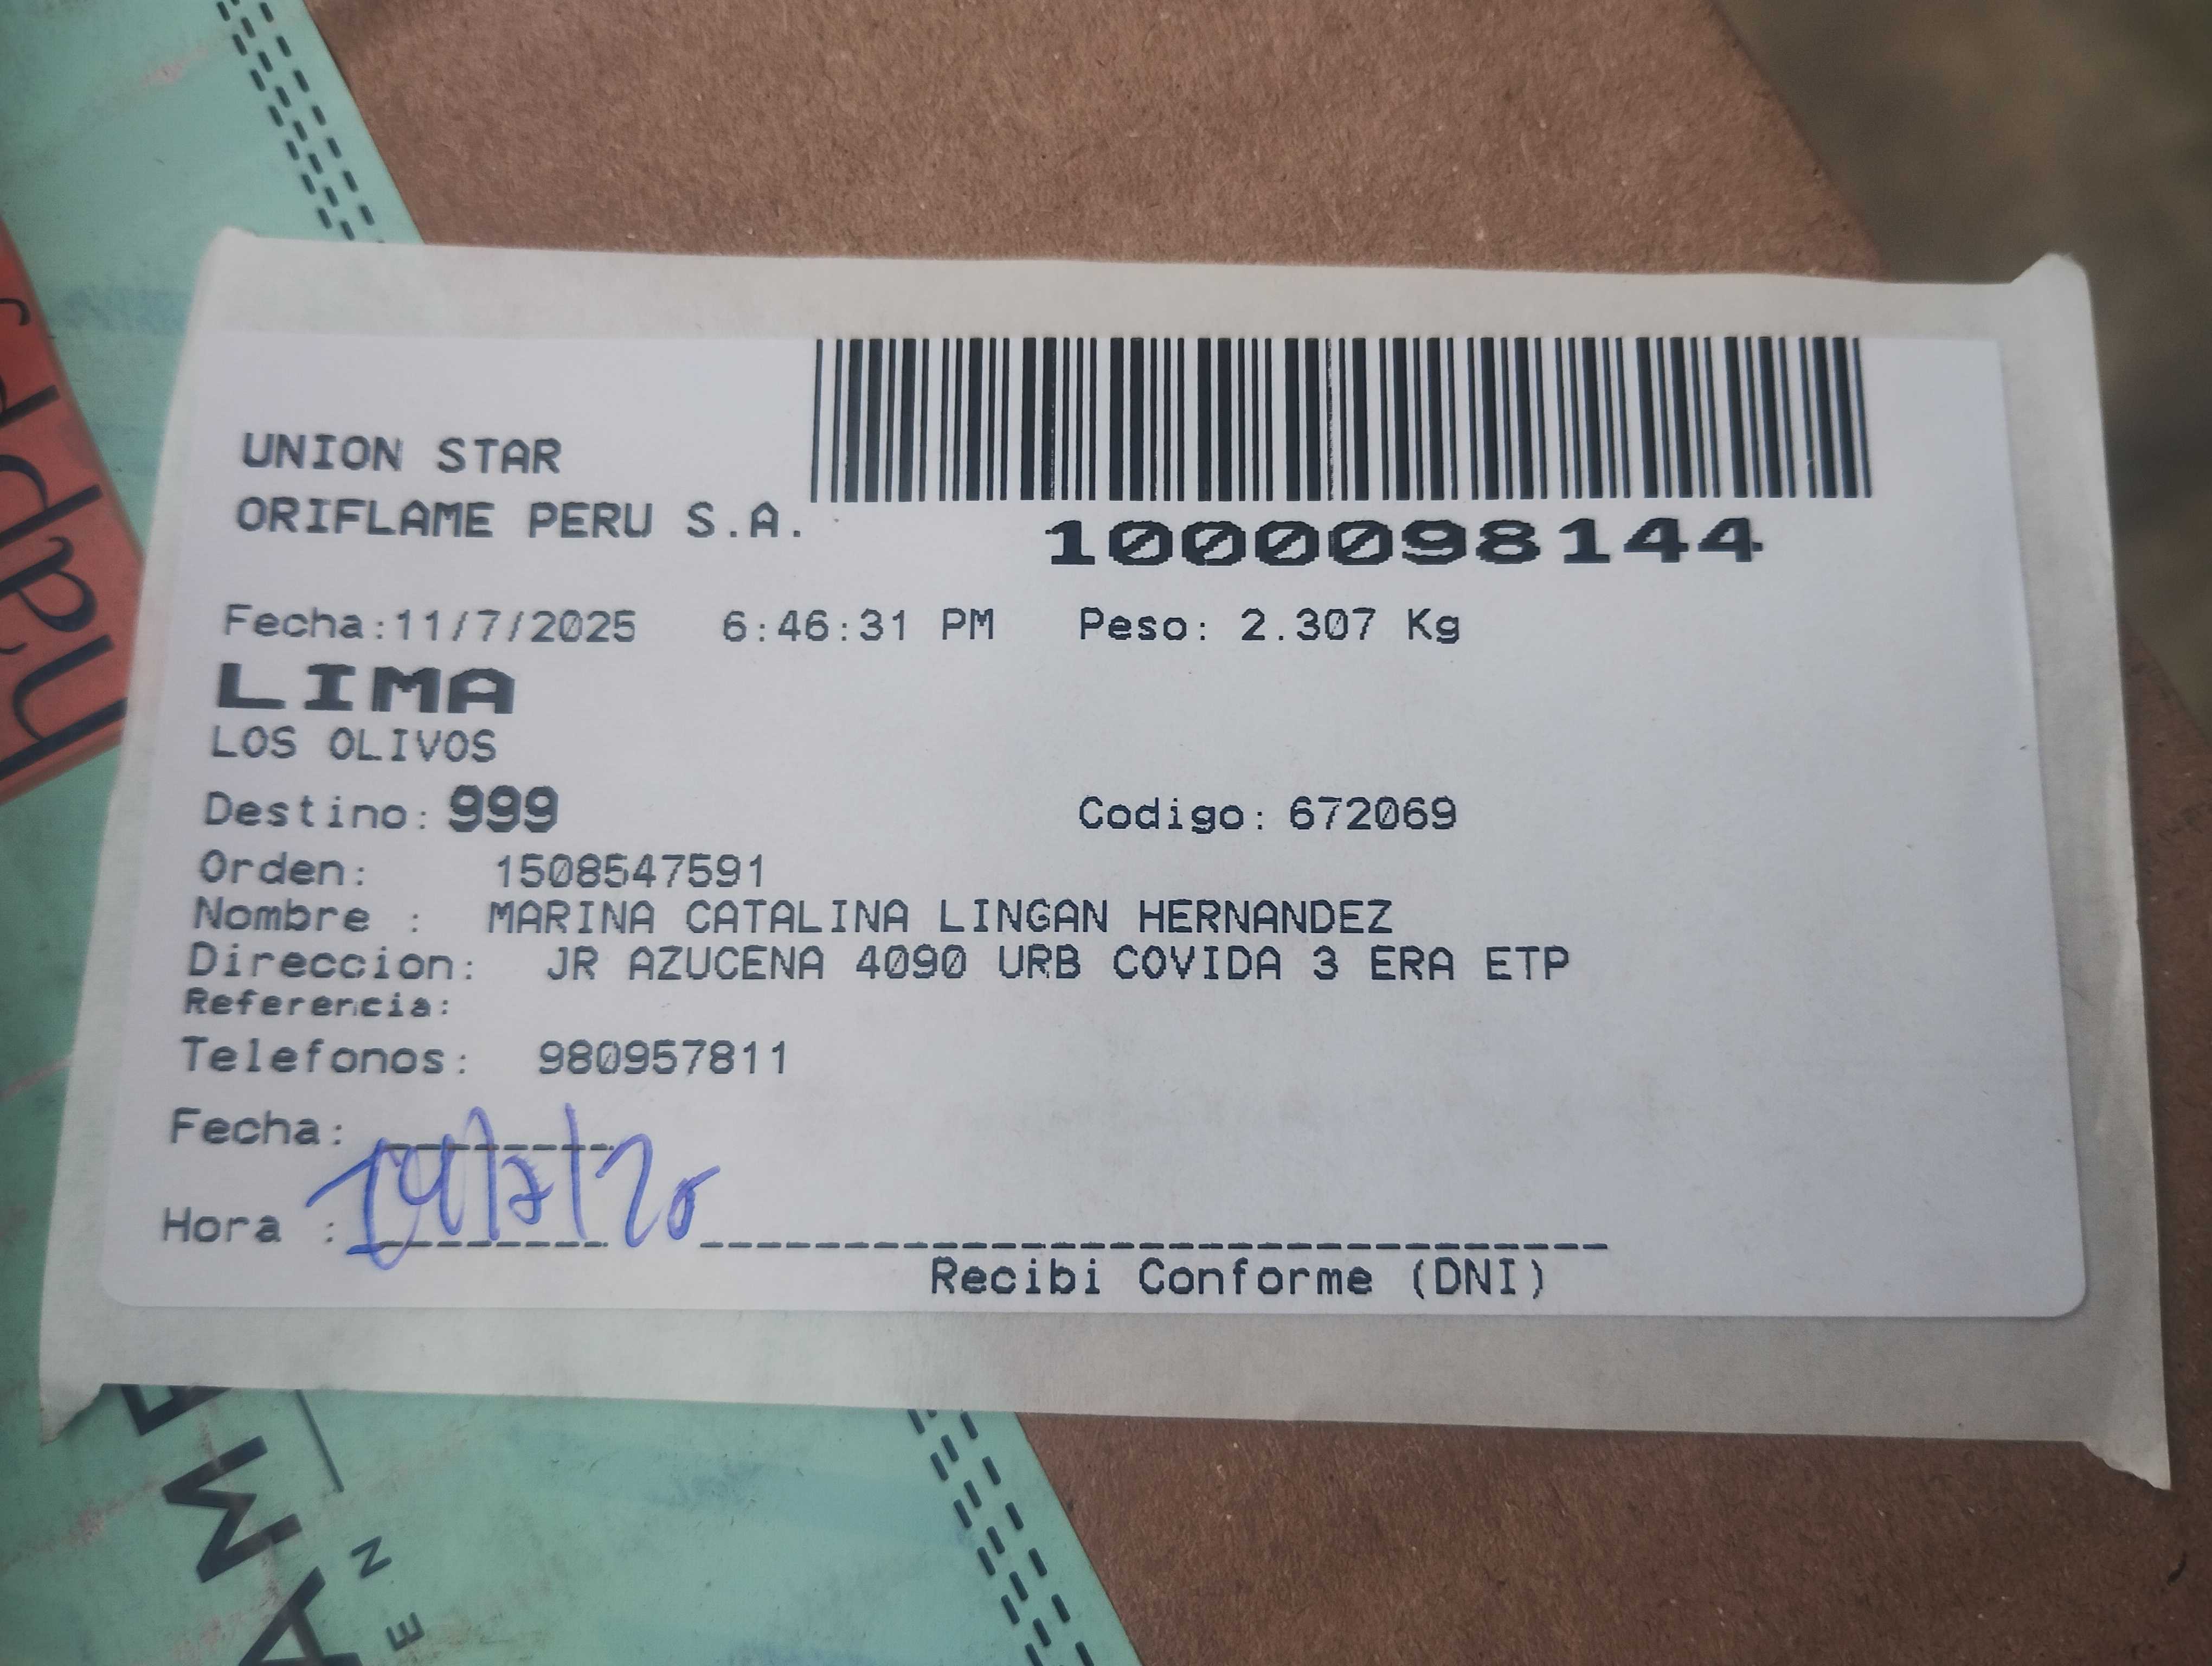 UNION STAR
ORIFLAME PERU S.A.
1000098144
Fecha:11/7/2025 6:46:31 PM Peso: 2.307 Kg
LIMA
LOS OLIVOS
Destino: 999 Codigo: 672069
Orden: 1508547591
Nombre : MARINA CATALINA LINGAN HERNANDEZ
Direccion: JR AZUCENA 4090 URB COVIDA 3 ERA ETP
Referencia:
Telefonos: 980957811
Fecha:
Hora :
Recibi Conforme (DNI)